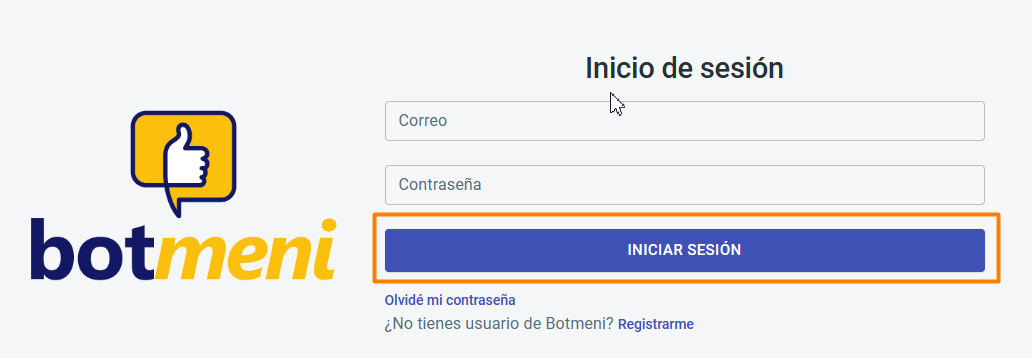 Inicio de sesión
Correo
Contraseña
botmeni
INICIAR SESIÓN
Olvidé mi contraseña
¿No tienes usuario de Botmeni? Registrarme